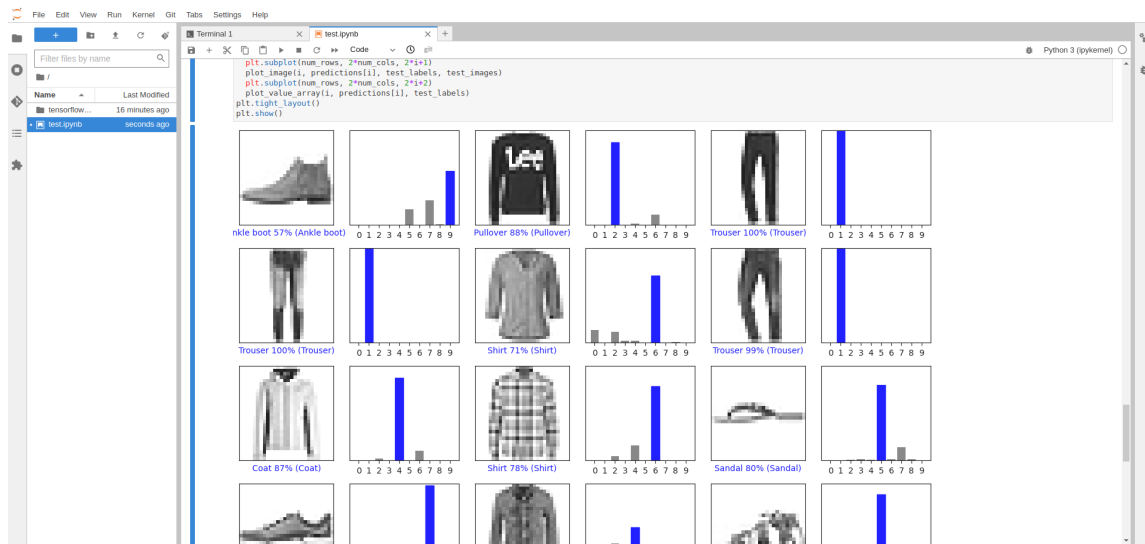 File Edit View Run Kernel Git Tabs Settings Help
Terminal 1
test.ipynb
Code
Python 3 (ipykernel)
Filter files by name
/
Name Last Modified
tensorflow... 16 minutes ago
test.ipynb seconds ago
plt.subplot(num_rows, 2*num_cols, 2*i+1)
plot_image(i, predictions[i], test_labels, test_images)
plt.subplot(num_rows, 2*num_cols, 2*i+2)
plot_value_array(i, predictions[i], test_labels)
plt.tight_layout()
plt.show()
Lee
nkle boot 57% (Ankle boot) 0 1 2 3 4 5 6 7 8 9 Pullover 88% (Pullover) 0 1 2 3 4 5 6 7 8 9 Trouser 100% (Trouser) 0 1 2 3 4 5 6 7 8 9
Trouser 100% (Trouser) 0 1 2 3 4 5 6 7 8 9 Shirt 71% (Shirt) 0 1 2 3 4 5 6 7 8 9 Trouser 99% (Trouser) 0 1 2 3 4 5 6 7 8 9
Coat 87% (Coat) 0 1 2 3 4 5 6 7 8 9 Shirt 78% (Shirt) 0 1 2 3 4 5 6 7 8 9 Sandal 80% (Sandal) 0 1 2 3 4 5 6 7 8 9